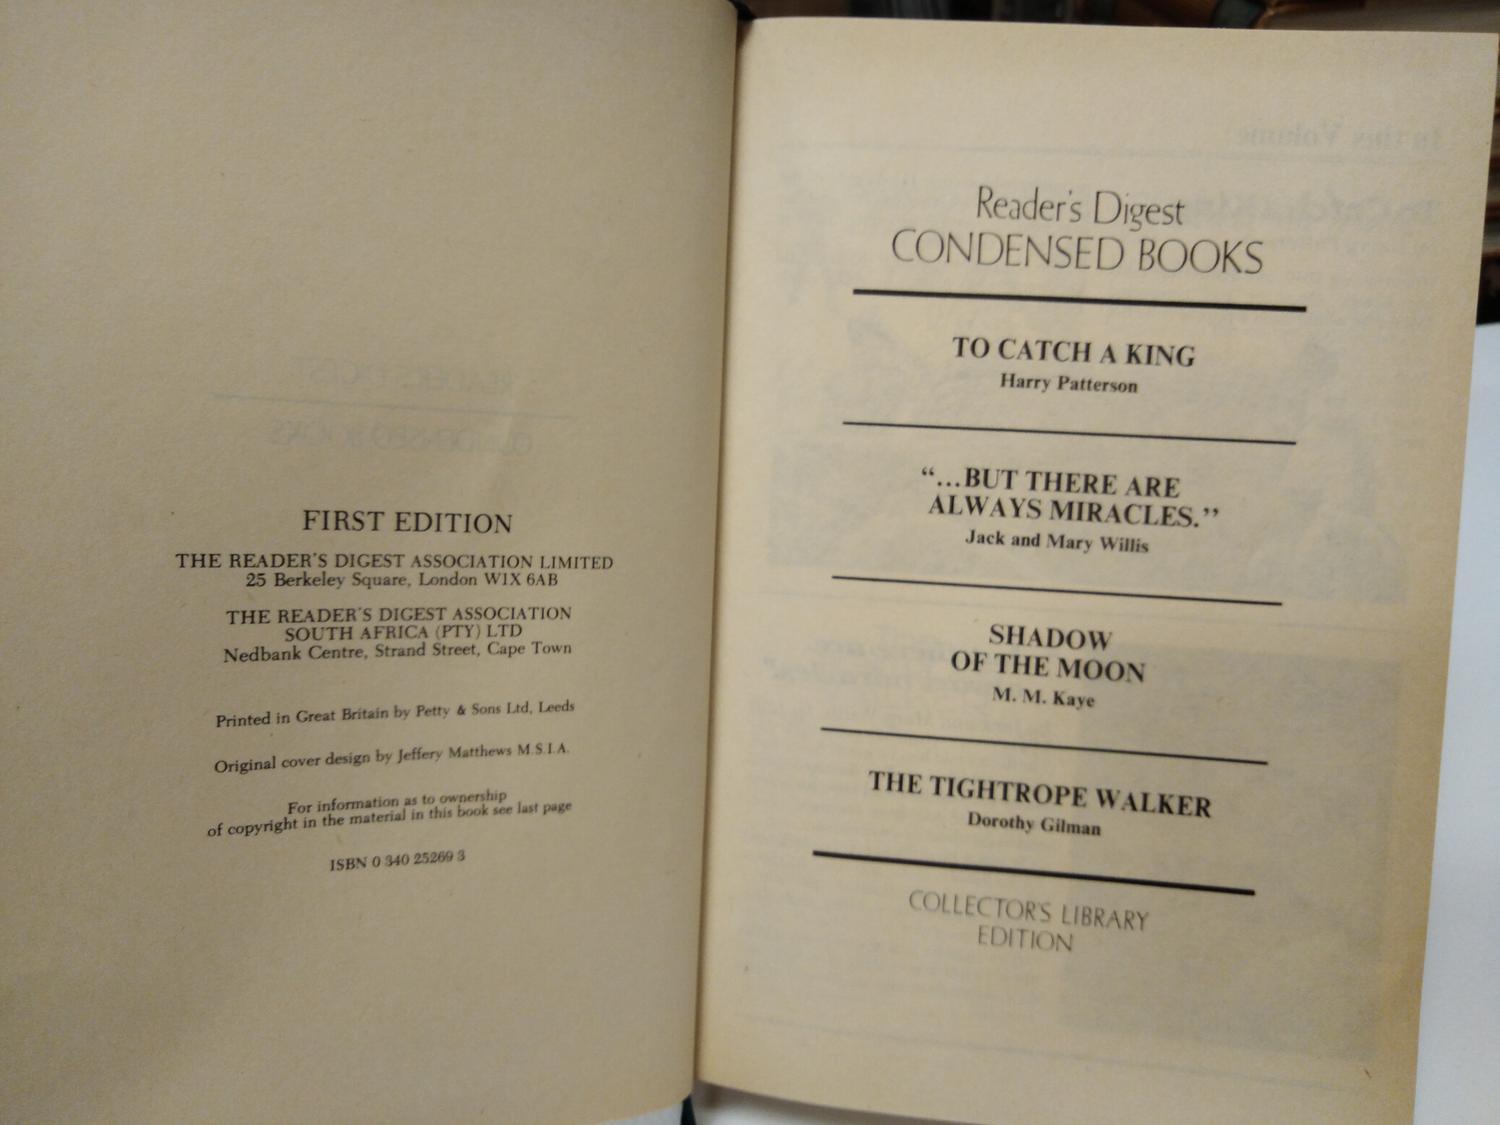 FIRST EDITION
THE READER'S DIGEST ASSOCIATION LIMITED
25 Berkeley Square, London W1X 6AB
THE READER'S DIGEST ASSOCIATION
SOUTH AFRICA (PTY) LTD
Nedbank Centre, Strand Street, Cape Town
Printed in Great Britain by Petty & Sons Ltd, Leeds
Original cover design by Jeffery Matthews M.S.I.A.
For information as to ownership
of copyright in the material in this book see last page
ISBN 0 340 25269 3
Reader's Digest
CONDENSED BOOKS
TO CATCH A KING
Harry Patterson
“...BUT THERE ARE
ALWAYS MIRACLES.”
Jack and Mary Willis
SHADOW
OF THE MOON
M. M. Kaye
THE TIGHTROPE WALKER
Dorothy Gilman
COLLECTOR'S LIBRARY
EDITION